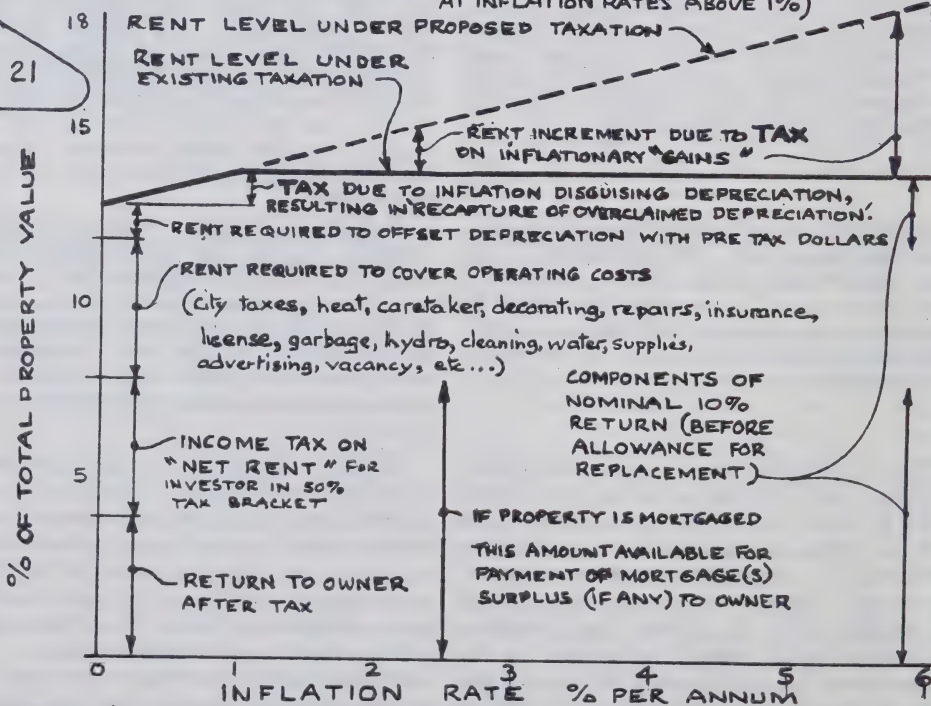 AT INFLATION RATES ABOVE 1%)
18
RENT LEVEL UNDER PROPOSED TAXATION
21
RENT LEVEL UNDER
EXISTING TAXATION
15
RENT INCREMENT DUE TO TAX
ON INFLATIONARY "GAINS"
TAX DUE TO INFLATION DISGUISING DEPRECIATION,
RESULTING IN "RECAPTURE OF OVERCLAIMED DEPRECIATION".
RENT REQUIRED TO OFFSET DEPRECIATION WITH PRE TAX DOLLARS
RENT REQUIRED TO COVER OPERATING COSTS
10
(city taxes, heat, caretaker, decorating, repairs, insurance,
license, garbage, hydro, cleaning, water, supplies,
advertising, vacancy, etc...)
COMPONENTS OF
NOMINAL 10%
RETURN (BEFORE
ALLOWANCE FOR
REPLACEMENT)
INCOME TAX ON
"NET RENT" FOR
INVESTOR IN 50%
TAX BRACKET
5
IF PROPERTY IS MORTGAGED
THIS AMOUNT AVAILABLE FOR
PAYMENT OF MORTGAGE(S)
SURPLUS (IF ANY) TO OWNER
RETURN TO OWNER
AFTER TAX
% OF TOTAL PROPERTY VALUE
0 1 2 3 4 5 6
INFLATION RATE % PER ANNUM